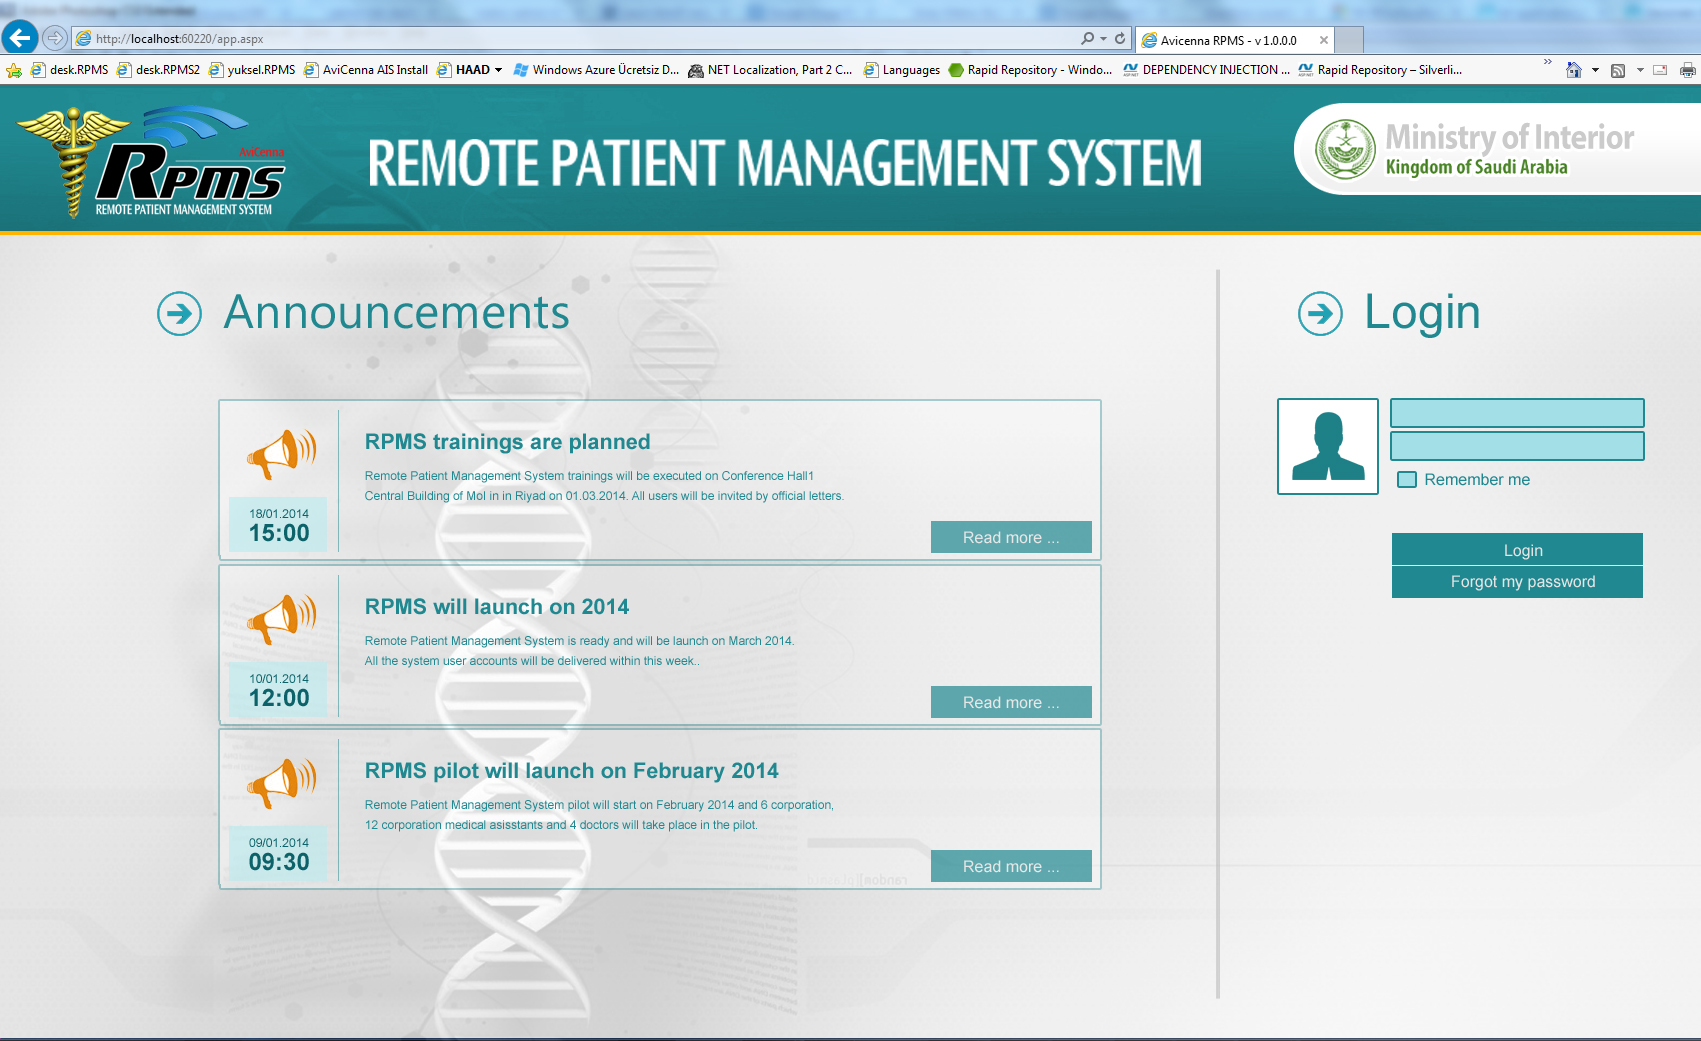 http://localhost:60220/app.aspx
Avicenna RPMS - v 1.0.0.0
desk.RPMS
desk.RPMS2
yuksel.RPMS
AviCenna AIS Install
HAAD
Windows Azure Ücretsiz D...
.NET Localization, Part 2 C...
Languages
Rapid Repository - Windo...
DEPENDENCY INJECTION ...
Rapid Repository – Silverli...
AviCenna
RPMS
REMOTE PATIENT MANAGEMENT SYSTEM
REMOTE PATIENT MANAGEMENT SYSTEM
Ministry of Interior
Kingdom of Saudi Arabia
Announcements
RPMS trainings are planned
Remote Patient Management System trainings will be executed on Conference Hall1
Central Building of MoI in in Riyad on 01.03.2014. All users will be invited by official letters.
18/01.2014
15:00
Read more ...
RPMS will launch on 2014
Remote Patient Management System is ready and will be launch on March 2014.
All the system user accounts will be delivered within this week..
10/01.2014
12:00
Read more ...
RPMS pilot will launch on February 2014
Remote Patient Management System pilot will start on February 2014 and 6 corporation,
12 corporation medical asisstants and 4 doctors will take place in the pilot.
09/01.2014
09:30
Read more ...
Login
Remember me
Login
Forgot my password